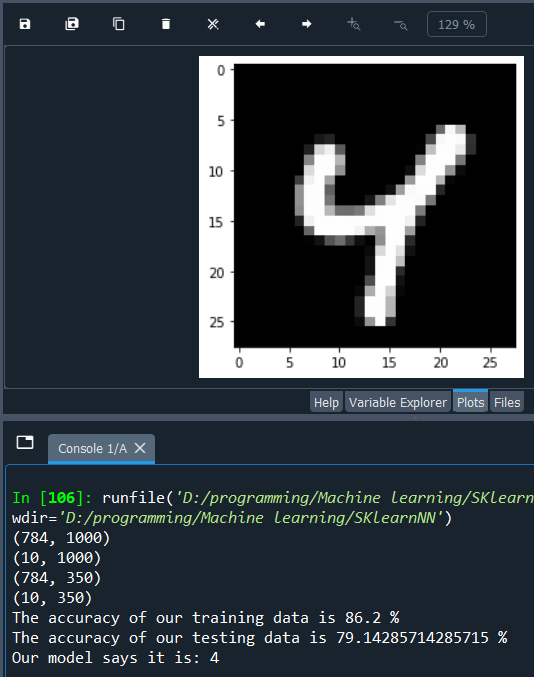 129 %
0
5
10
15
20
25
0 5 10 15 20 25
4
Help Variable Explorer Plots Files
Console 1/A
In [106]: runfile('D:/programming/Machine learning/SKlearn
wdir='D:/programming/Machine learning/SKlearnNN')
(784, 1000)
(10, 1000)
(784, 350)
(10, 350)
The accuracy of our training data is 86.2 %
The accuracy of our testing data is 79.14285714285715 %
Our model says it is: 4